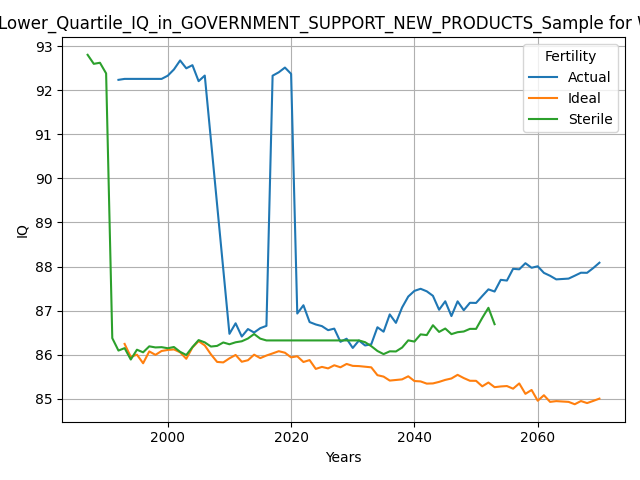 Lower_Quartile_IQ_in_GOVERNMENT_SUPPORT_NEW_PRODUCTS_Sample for
93
92
91
90
89
88
87
86
85
IQ
Fertility
Actual
Ideal
Sterile
2000
2020
2040
2060
Years